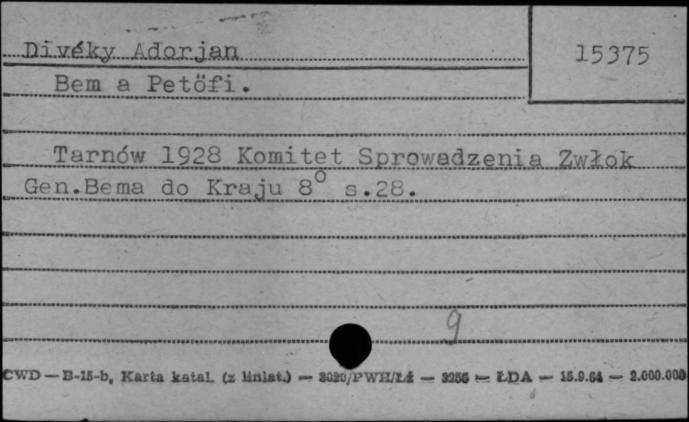 Divéky Adorjan
15375
Bem a Petöfi.
Tarnów 1928 Komitet Sprowadzenia Zwłok
Gen.Bema do Kraju 8° s.28.
9
CWD — B-15-b, Karta katal. (z liniat.) — 3020/PWH/Łź — 3255 — ŁDA — 15.9.64 — 2.000.000